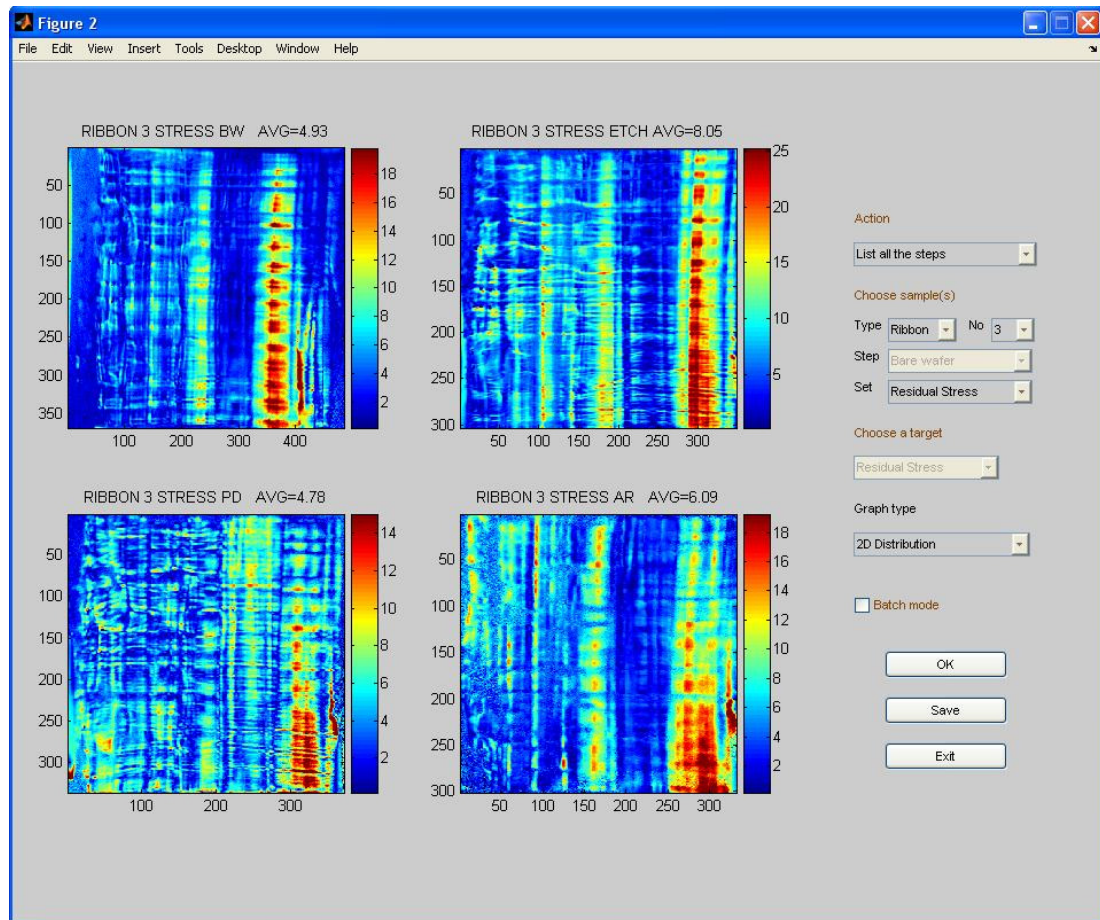 Figure 2
File Edit View Insert Tools Desktop Window Help
RIBBON 3 STRESS BW AVG=4.93
50
100
150
200
250
300
350
100 200 300 400
18
16
14
12
10
8
6
4
2
RIBBON 3 STRESS ETCH AVG=8.05
50
100
150
200
250
300
50 100 150 200 250 300
25
20
15
10
5
RIBBON 3 STRESS PD AVG=4.78
50
100
150
200
250
300
100 200 300
14
12
10
8
6
4
2
RIBBON 3 STRESS AR AVG=6.09
50
100
150
200
250
300
50 100 150 200 250 300
18
16
14
12
10
8
6
4
2
Action
List all the steps
Choose sample(s)
Type Ribbon No 3
Step Bare wafer
Set Residual Stress
Choose a target
Residual Stress
Graph type
2D Distribution
Batch mode
OK
Save
Exit